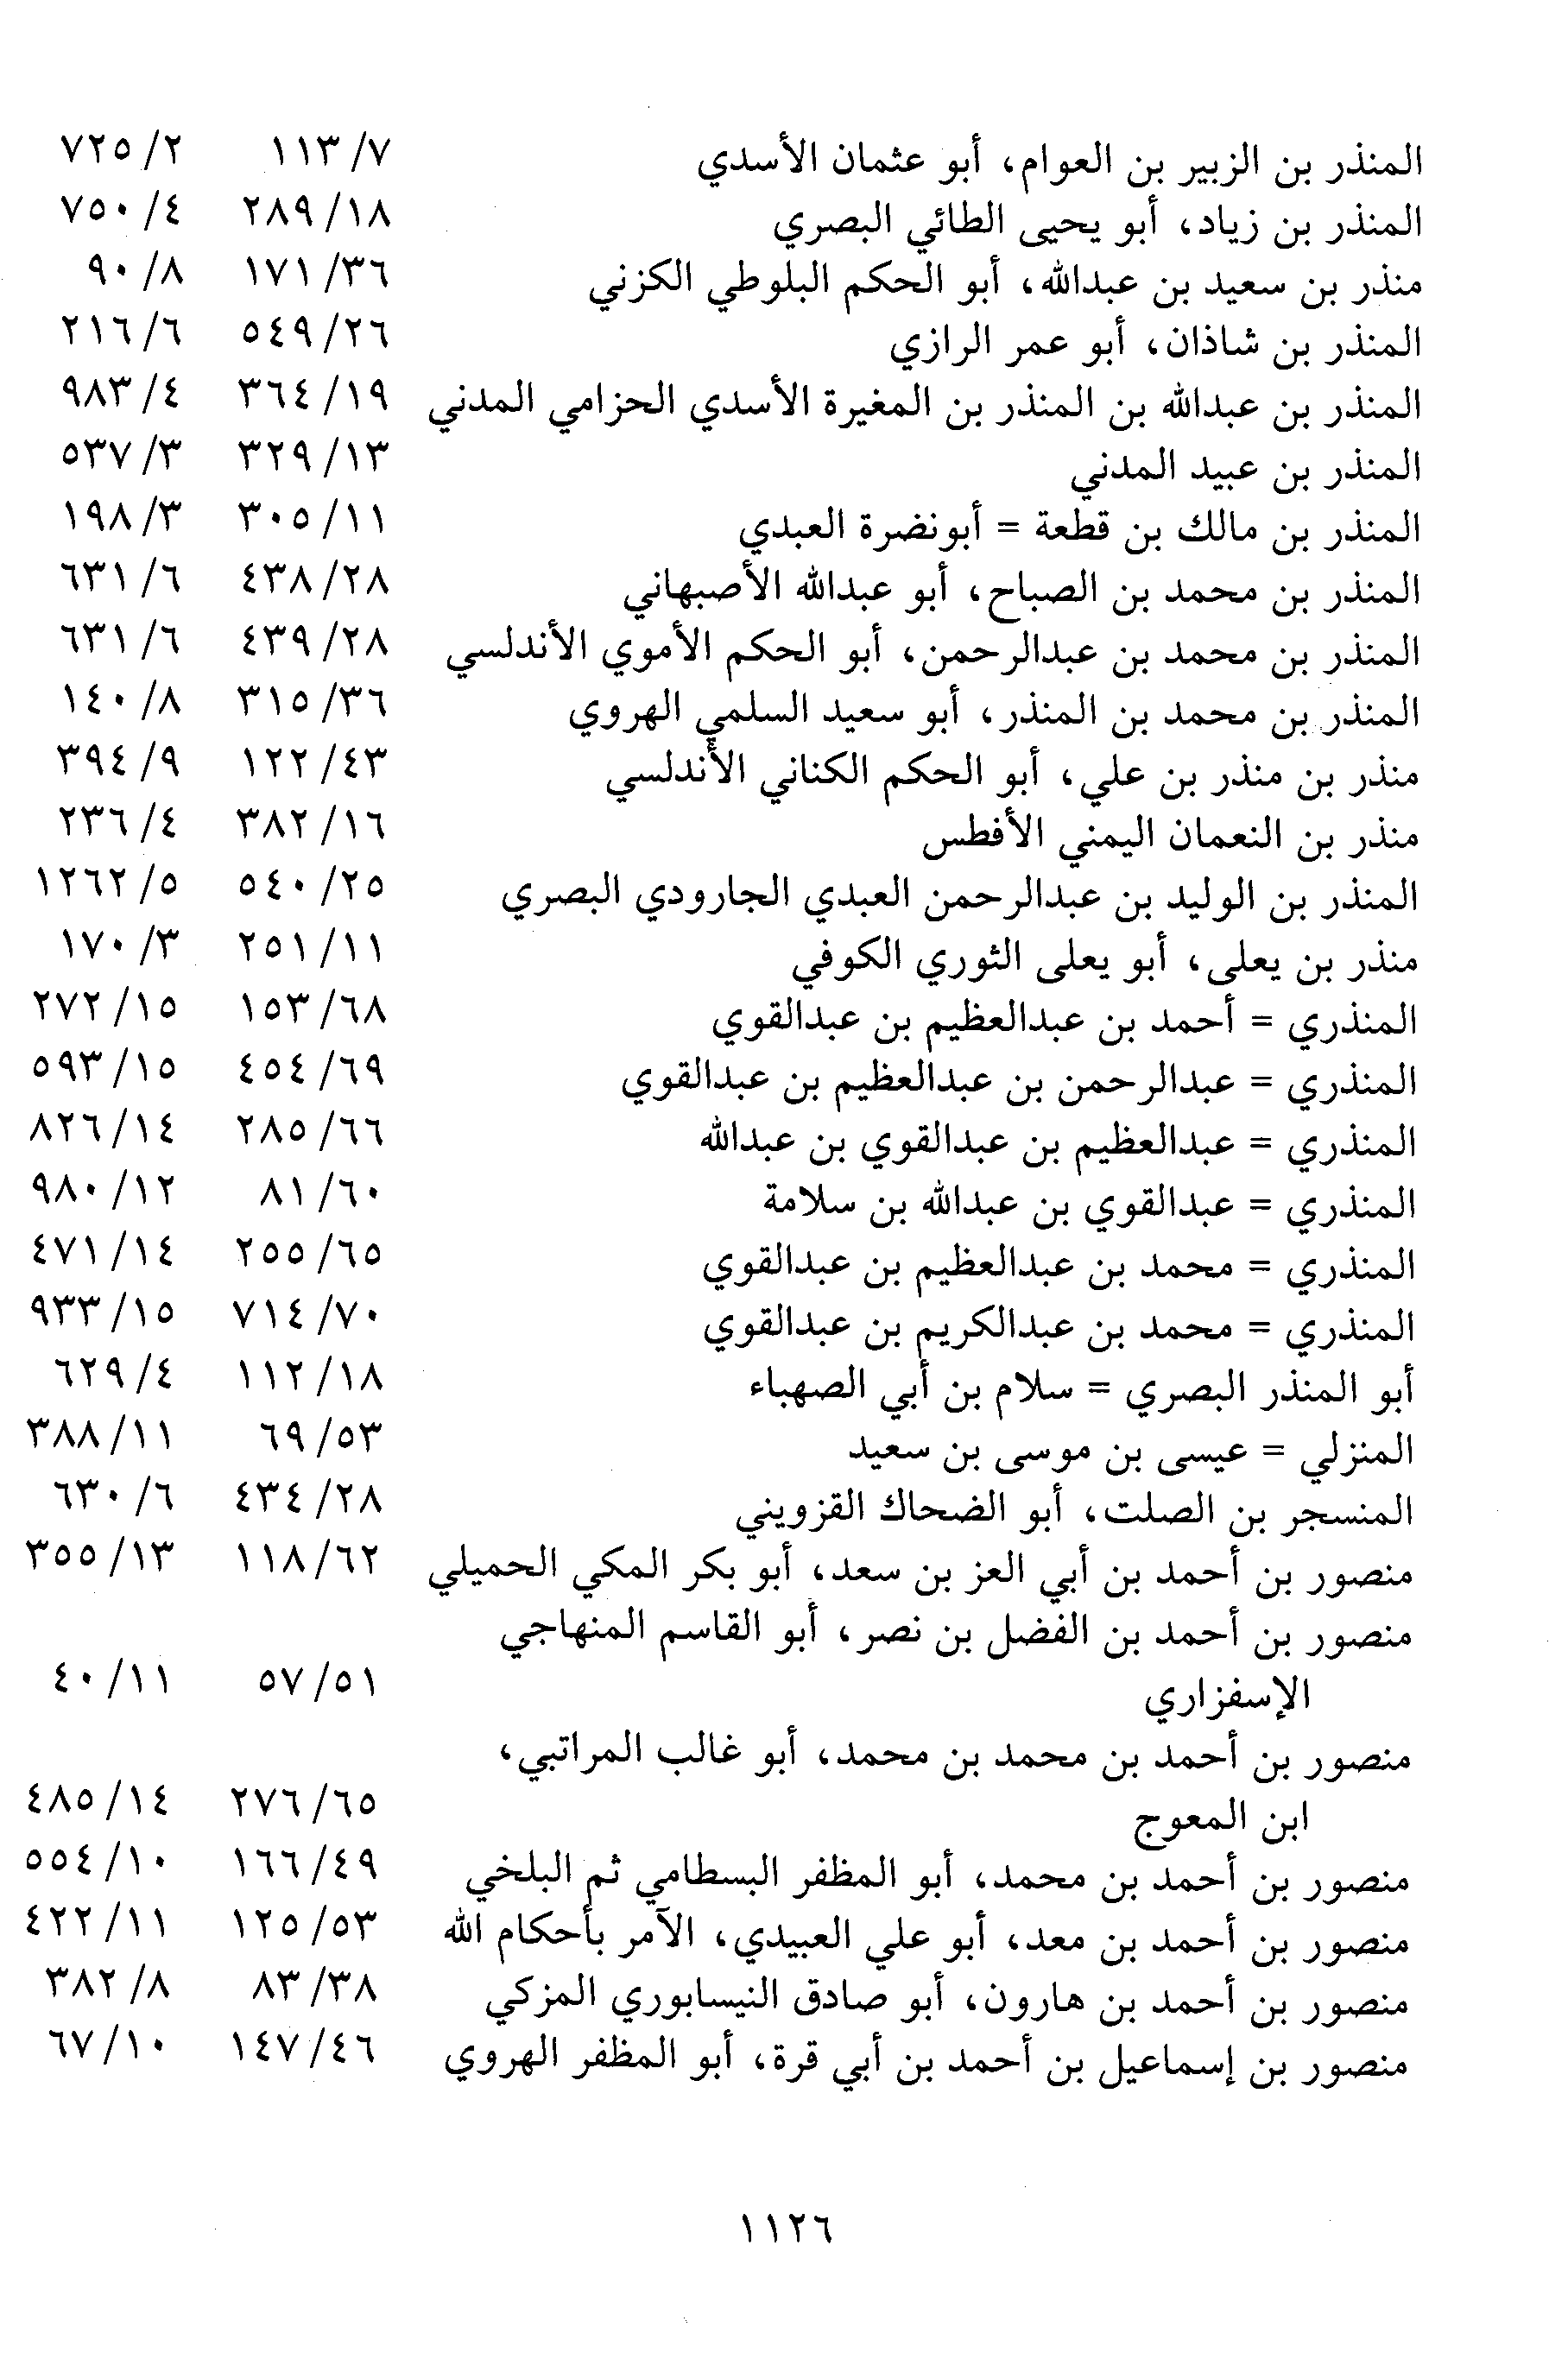 المنذر بن الزبير بن العوام، أبو عثمان الأسدي ٧/ ١١٣ ٢/ ٧٢٥
المنذر بن زياد، أبو يحيى الطائي البصري ١٨/ ٢٨٩ ٤/ ٧٥٠
منذر بن سعيد بن عبدالله، أبو الحكم البلوطي الكزني ٣٦/ ١٧١ ٨/ ٩٠
المنذر بن شاذان، أبو عمر الرازي ٢٦/ ٥٤٩ ٦/ ٢١٦
المنذر بن عبدالله بن المنذر بن المغيرة الأسدي الحزامي المدني ١٩/ ٣٦٤ ٤/ ٩٨٣
المنذر بن عبيد المدني ١٣/ ٣٢٩ ٣/ ٥٣٧
المنذر بن مالك بن قطعة = أبونضرة العبدي ١١/ ٣٠٥ ٣/ ١٩٨
المنذر بن محمد بن الصباح، أبو عبدالله الأصبهاني ٢٨/ ٤٣٨ ٦/ ٦٣١
المنذر بن محمد بن عبدالرحمن، أبو الحكم الأموي الأندلسي ٢٨/ ٤٣٩ ٦/ ٦٣١
المنذر بن محمد بن المنذر، أبو سعيد السلمي الهروي ٣٦/ ٣١٥ ٨/ ١٤٠
منذر بن منذر بن علي، أبو الحكم الكناني الأندلسي ٤٣/ ١٢٢ ٩/ ٣٩٤
منذر بن النعمان اليمني الأفطس ١٦/ ٣٨٢ ٤/ ٢٣٦
المنذر بن الوليد بن عبدالرحمن العبدي الجارودي البصري ٢٥/ ٥٤٠ ٥/ ١٢٦٢
منذر بن يعلى، أبو يعلى الثوري الكوفي ١١/ ٢٥١ ٣/ ١٧٠
المنذري = أحمد بن عبدالعظيم بن عبدالقوي ٦٨/ ١٥٣ ١٥/ ٢٧٢
المنذري = عبدالرحمن بن عبدالعظيم بن عبدالقوي ٦٩/ ٤٥٤ ١٥/ ٥٩٣
المنذري = عبدالعظيم بن عبدالقوي بن عبدالله ٦٦/ ٢٨٥ ١٤/ ٨٢٦
المنذري = عبدالقوي بن عبدالله بن سلامة ٦٠/ ٨١ ١٢/ ٩٨٠
المنذري = محمد بن عبدالعظيم بن عبدالقوي ٦٥/ ٢٥٥ ١٤/ ٤٧١
المنذري = محمد بن عبدالكريم بن عبدالقوي ٧٠/ ٧١٤ ١٥/ ٩٣٣
أبو المنذر البصري = سلام بن أبي الصهباء ١٨/ ١١٢ ٤/ ٦٢٩
المنزلي = عيسى بن موسى بن سعيد ٥٣/ ٦٩ ١١/ ٣٨٨
المنسجر بن الصلت، أبو الضحاك القزويني ٢٨/ ٤٣٤ ٦/ ٦٣٠
منصور بن أحمد بن أبي العز بن سعد، أبو بكر المكي الحميلي ٦٢/ ١١٨ ١٣/ ٣٥٥
منصور بن أحمد بن الفضل بن نصر، أبو القاسم المنهاجي
الإسفزاري ٥١/ ٥٧ ١١/ ٤٠
منصور بن أحمد بن محمد بن محمد، أبو غالب المراتبي،
ابن المعوج ٦٥/ ٢٧٦ ١٤/ ٤٨٥
منصور بن أحمد بن محمد، أبو المظفر البسطامي ثم البلخي ٤٩/ ١٦٦ ١٠/ ٥٥٤
منصور بن أحمد بن معد، أبو علي العبيدي، الآمر بأحكام الله ٥٣/ ١٢٥ ١١/ ٤٢٢
منصور بن أحمد بن هارون، أبو صادق النيسابوري المزكي ٣٨/ ٨٣ ٨/ ٣٨٢
منصور بن إسماعيل بن أحمد بن أبي قرة، أبو المظفر الهروي ٤٦/ ١٤٧ ١٠/ ٦٧
١١٢٦